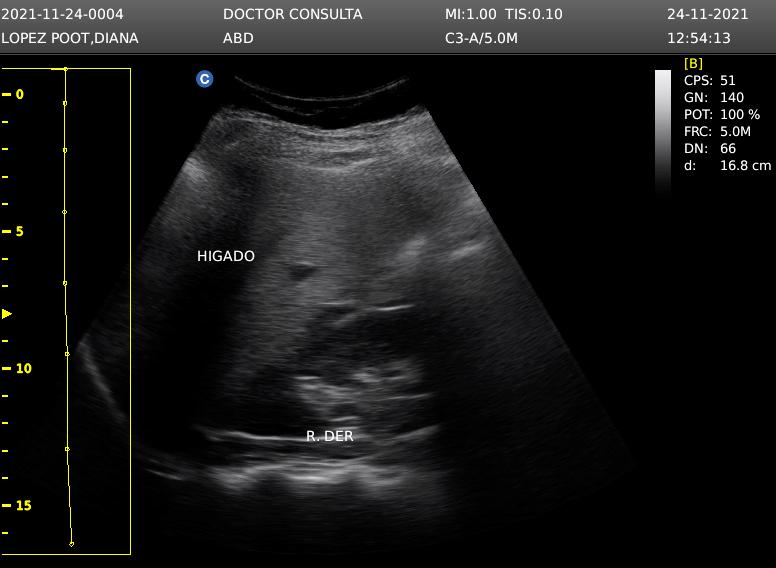 2021-11-24-0004 DOCTOR CONSULTA MI:1.00 TIS:0.10 24-11-2021
LOPEZ POOT,DIANA ABD C3-A/5.0M 12:54:13
[B]
C
CPS: 51
0
GN: 140
POT: 100 %
FRC: 5.0M
DN: 66
d: 16.8 cm
5
HIGADO
10
R. DER
15